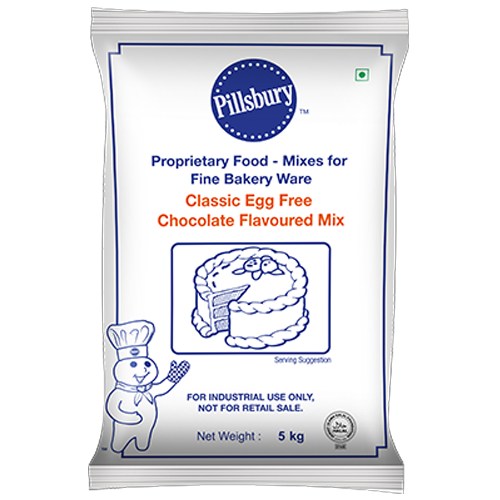 Pillsbury
TM
Proprietary Food - Mixes for
Fine Bakery Ware
Classic Egg Free
Chocolate Flavoured Mix
Serving Suggestion
FOR INDUSTRIAL USE ONLY,
NOT FOR RETAIL SALE.
Net Weight : 5 kg
HALAL